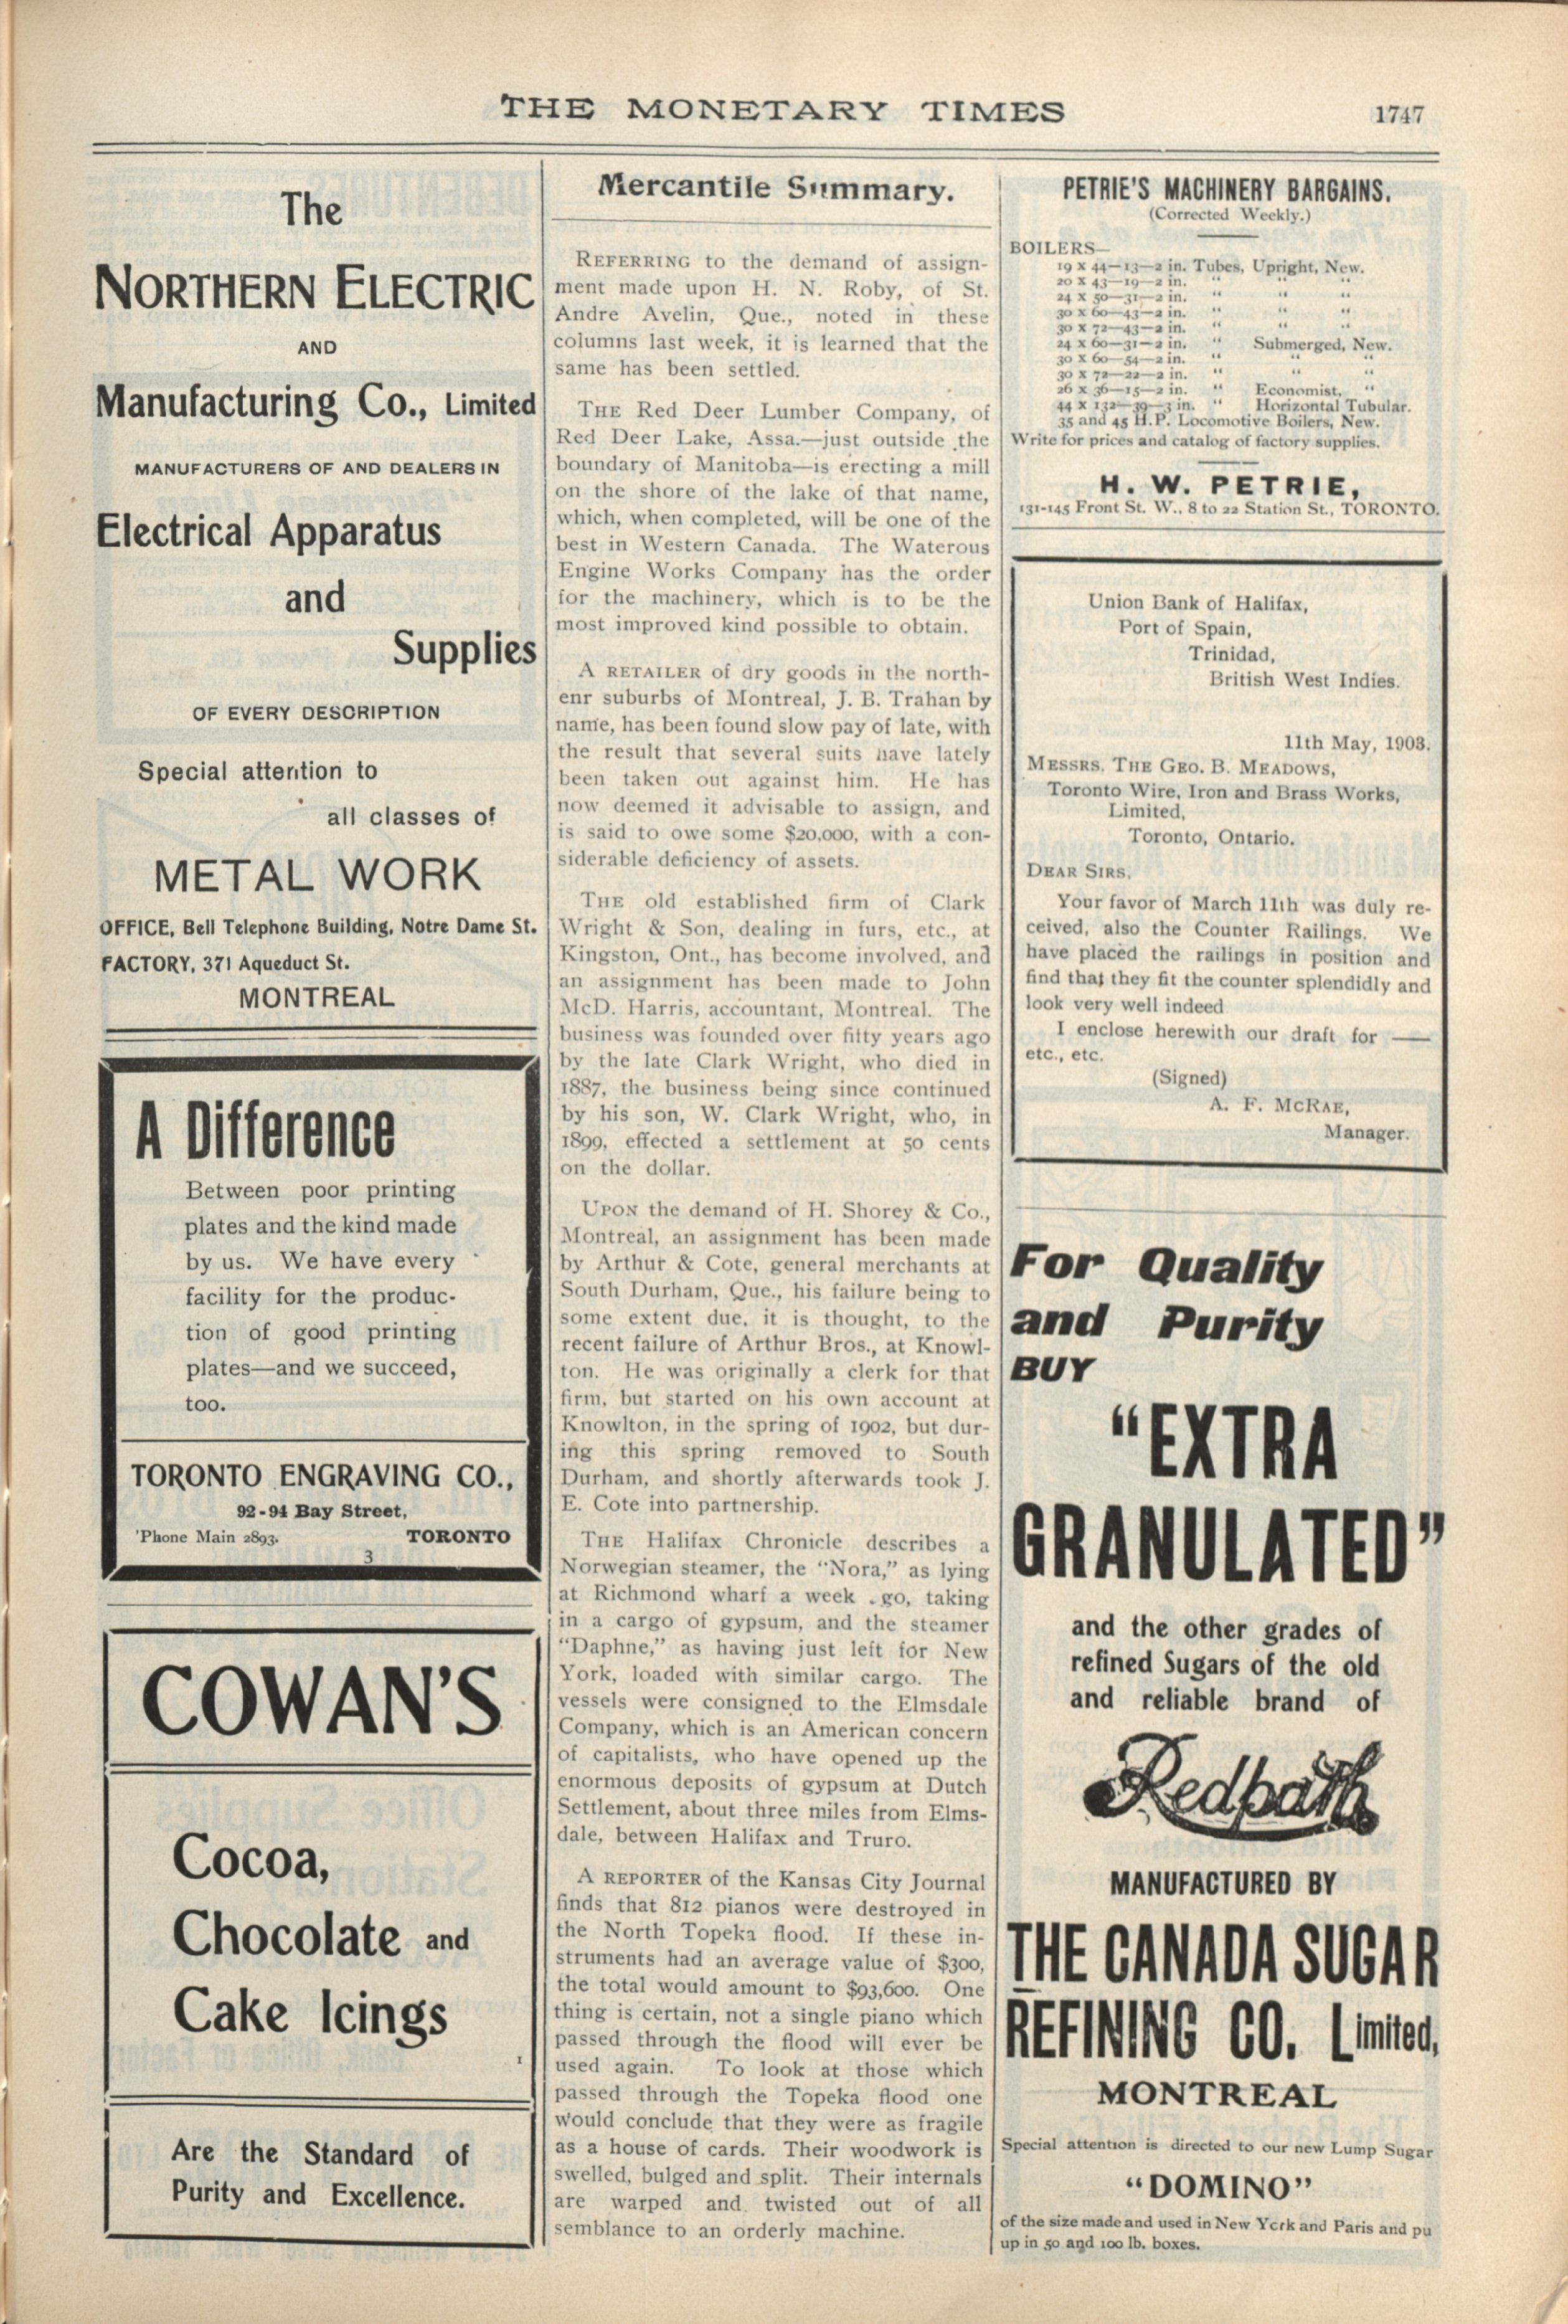 THE MONETARY TIMES
1747
The
NORTHERN ELECTRIC
AND
Manufacturing Co., Limited
MANUFACTURERS OF AND DEALERS IN
Electrical Apparatus
and
Supplies
OF EVERY DESCRIPTION
Special attention to
all classes of
METAL WORK
OFFICE, Bell Telephone Building, Notre Dame St.
FACTORY, 371 Aqueduct St.
MONTREAL
A Difference
Between poor printing
plates and the kind made
by us. We have every
facility for the produc-
tion of good printing
plates—and we succeed,
too.
TORONTO ENGRAVING CO.,
92-94 Bay Street,
'Phone Main 2893. TORONTO
3
COWAN'S
Cocoa,
Chocolate and
Cake Icings
1
Are the Standard of
Purity and Excellence.
Mercantile Summary.
REFERRING to the demand of assign-
ment made upon H. N. Roby, of St.
Andre Avelin, Que., noted in these
columns last week, it is learned that the
same has been settled.
THE Red Deer Lumber Company, of
Red Deer Lake, Assa.—just outside the
boundary of Manitoba—is erecting a mill
on the shore of the lake of that name,
which, when completed, will be one of the
best in Western Canada. The Waterous
Engine Works Company has the order
for the machinery, which is to be the
most improved kind possible to obtain.
A RETAILER of dry goods in the north-
enr suburbs of Montreal, J. B. Trahan by
name, has been found slow pay of late, with
the result that several suits have lately
been taken out against him. He has
now deemed it advisable to assign, and
is said to owe some $20,000, with a con-
siderable deficiency of assets.
THE old established firm of Clark
Wright & Son, dealing in furs, etc., at
Kingston, Ont., has become involved, and
an assignment has been made to John
McD. Harris, accountant, Montreal. The
business was founded over fifty years ago
by the late Clark Wright, who died in
1887, the business being since continued
by his son, W. Clark Wright, who, in
1899, effected a settlement at 50 cents
on the dollar.
UPON the demand of H. Shorey & Co.,
Montreal, an assignment has been made
by Arthur & Cote, general merchants at
South Durham, Que., his failure being to
some extent due, it is thought, to the
recent failure of Arthur Bros., at Knowl-
ton. He was originally a clerk for that
firm, but started on his own account at
Knowlton, in the spring of 1902, but dur-
ing this spring removed to South
Durham, and shortly afterwards took J.
E. Cote into partnership.
THE Halifax Chronicle describes a
Norwegian steamer, the "Nora," as lying
at Richmond wharf a week .go, taking
in a cargo of gypsum, and the steamer
"Daphne," as having just left for New
York, loaded with similar cargo. The
vessels were consigned to the Elmsdale
Company, which is an American concern
of capitalists, who have opened up the
enormous deposits of gypsum at Dutch
Settlement, about three miles from Elms-
dale, between Halifax and Truro.
A REPORTER of the Kansas City Journal
finds that 812 pianos were destroyed in
the North Topeka flood. If these in-
struments had an average value of $300,
the total would amount to $93,600. One
thing is certain, not a single piano which
passed through the flood will ever be
used again. To look at those which
passed through the Topeka flood one
would conclude that they were as fragile
as a house of cards. Their woodwork is
swelled, bulged and split. Their internals
are warped and twisted out of all
semblance to an orderly machine.
PETRIE'S MACHINERY BARGAINS.
(Corrected Weekly.)
BOILERS—
19 x 44—13—2 in. Tubes, Upright, New.
20 x 43—19—2 in. " " "
24 x 50—31—2 in. " " "
30 x 60—43—2 in. " " "
30 x 72—43—2 in. " " "
24 x 60—31—2 in. " Submerged, New.
30 x 60—54—2 in. " " "
30 x 72—22—2 in. " " "
26 x 36—15—2 in. " Economist, "
44 x 132—39—3 in. " Horizontal Tubular.
35 and 45 H.P. Locomotive Boilers, New.
Write for prices and catalog of factory supplies.
H. W. PETRIE,
131-145 Front St. W., 8 to 22 Station St., TORONTO.
Union Bank of Halifax,
Port of Spain,
Trinidad,
British West Indies.
11th May, 1903.
MESSRS. THE GEO. B. MEADOWS,
Toronto Wire, Iron and Brass Works,
Limited,
Toronto, Ontario.
DEAR SIRS.
Your favor of March 11th was duly re-
ceived, also the Counter Railings. We
have placed the railings in position and
find that they fit the counter splendidly and
look very well indeed
I enclose herewith our draft for ——
etc., etc.
(Signed)
A. F. MCRAE,
Manager.
For Quality
and Purity
BUY
"EXTRA
GRANULATED"
and the other grades of
refined Sugars of the old
and reliable brand of
Redpath
MANUFACTURED BY
THE CANADA SUGAR
REFINING CO. Limited,
MONTREAL
Special attention is directed to our new Lump Sugar
"DOMINO"
of the size made and used in New York and Paris and pu
up in 50 and 100 lb. boxes.